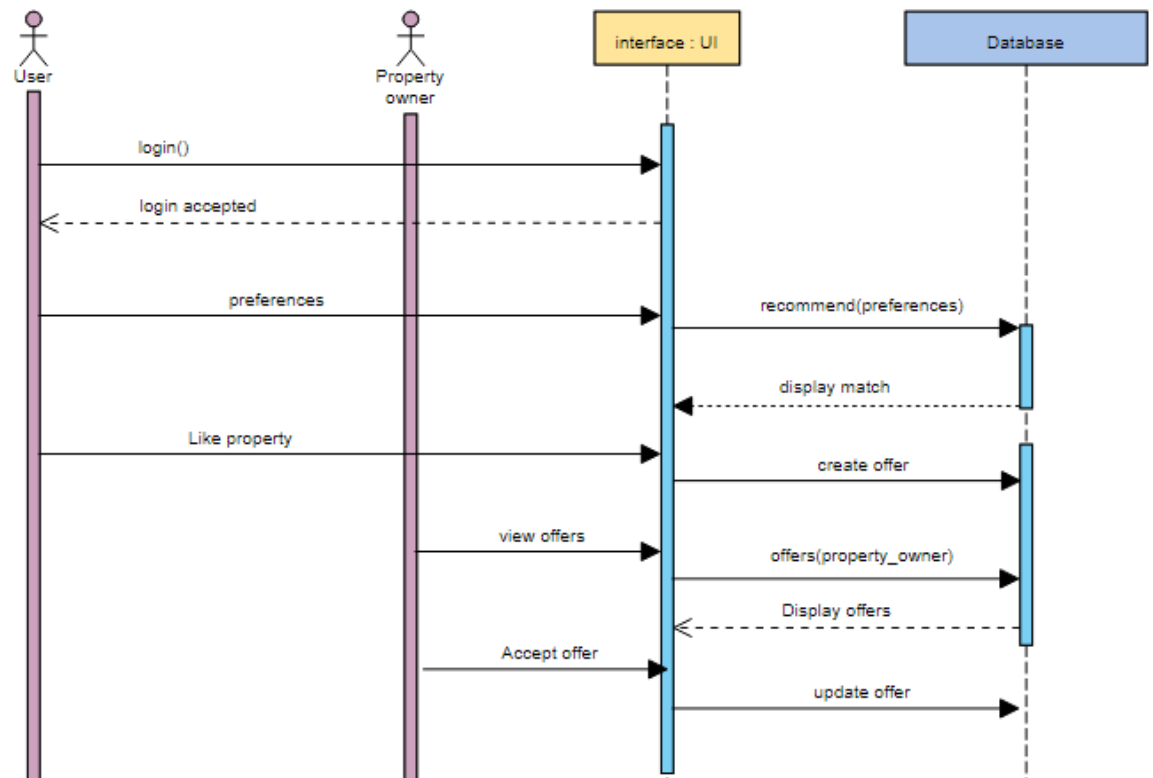 User
Property
owner
interface : UI
Database
login()
login accepted
preferences
recommend(preferences)
display match
Like property
create offer
view offers
offers(property_owner)
Display offers
Accept offer
update offer